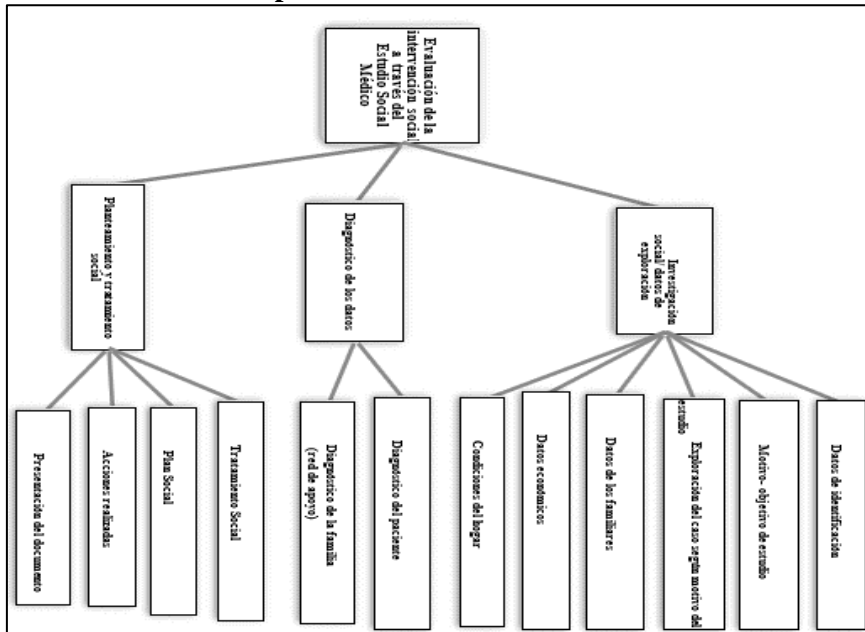 Evaluación de la
intervención social
a través del
Estudio Social
Médico
Investigación
social/ datos de
exploración
Datos de identificación
Motivo- objetivo de estudio
Exploración del caso según motivo del
estudio
Datos de los familiares
Datos económicos
Condiciones del hogar
Diagnóstico de los datos
Diagnóstico del paciente
Diagnóstico de la familia
(red de apoyo)
Planteamiento y tratamiento
social
Tratamiento Social
Plan Social
Acciones realizadas
Presentación del documento